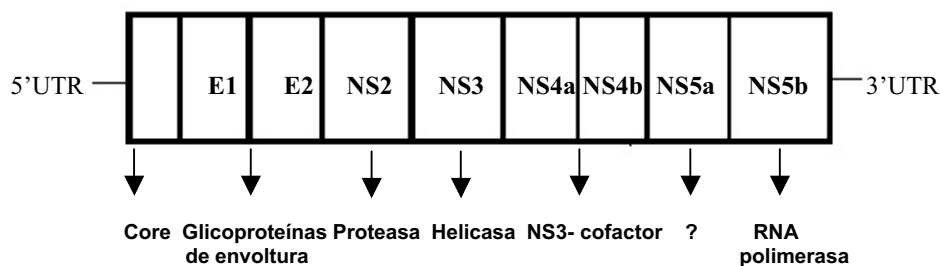 5’UTR E1 E2 NS2 NS3 NS4a NS4b NS5a NS5b 3’UTR
Core Glicoproteínas Proteasa Helicasa NS3- cofactor ? RNA
de envoltura polimerasa